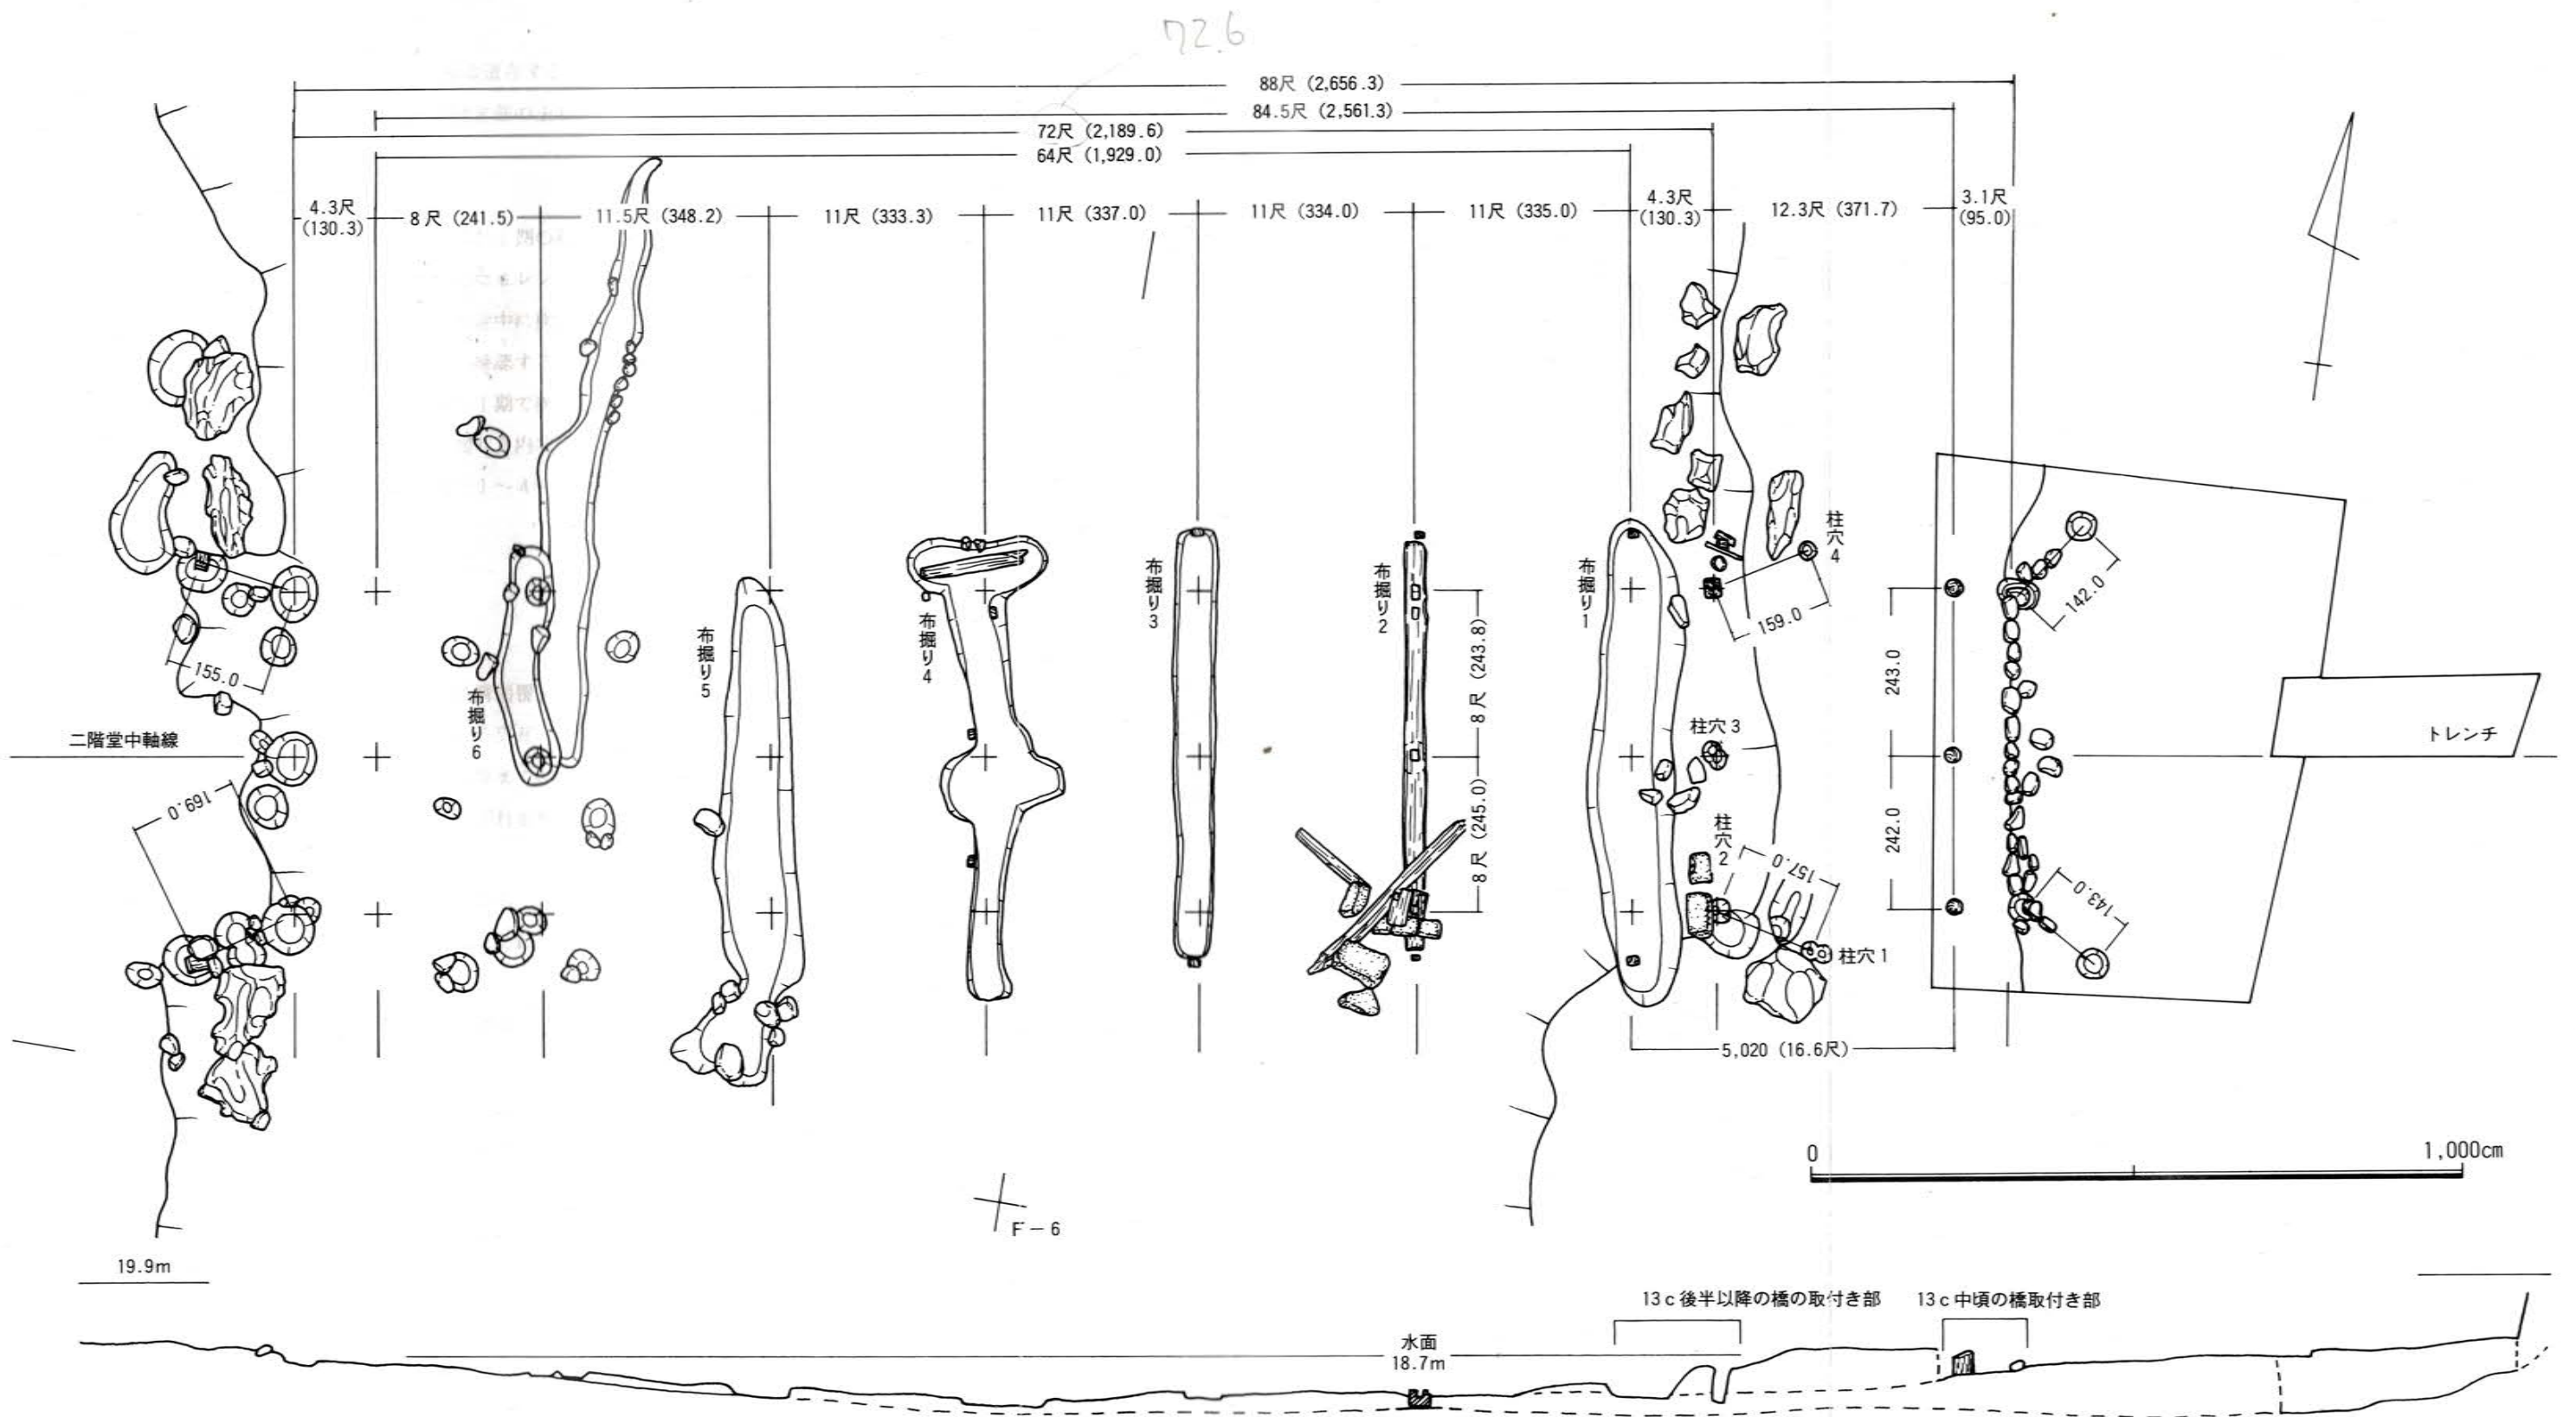 72.6
88尺 (2,656.3)
84.5尺 (2,561.3)
72尺 (2,189.6)
64尺 (1,929.0)
4.3尺
(130.3)
8尺 (241.5)
11.5尺 (348.2)
11尺 (333.3)
11尺 (337.0)
11尺 (334.0)
11尺 (335.0)
4.3尺
(130.3)
12.3尺 (371.7)
3.1尺
(95.0)
柱穴4
布掘り3
布掘り2
布掘り1
布掘り4
布掘り5
布掘り6
155.0
159.0
142.0
8尺 (243.8)
243.0
二階堂中軸線
柱穴3
トレンチ
169.0
8尺 (245.0)
242.0
柱穴2
157.0
143.0
柱穴1
5,020 (16.6尺)
0
1,000cm
F-6
19.9m
13c後半以降の橋の取付き部
13c中頃の橋取付き部
水面
18.7m